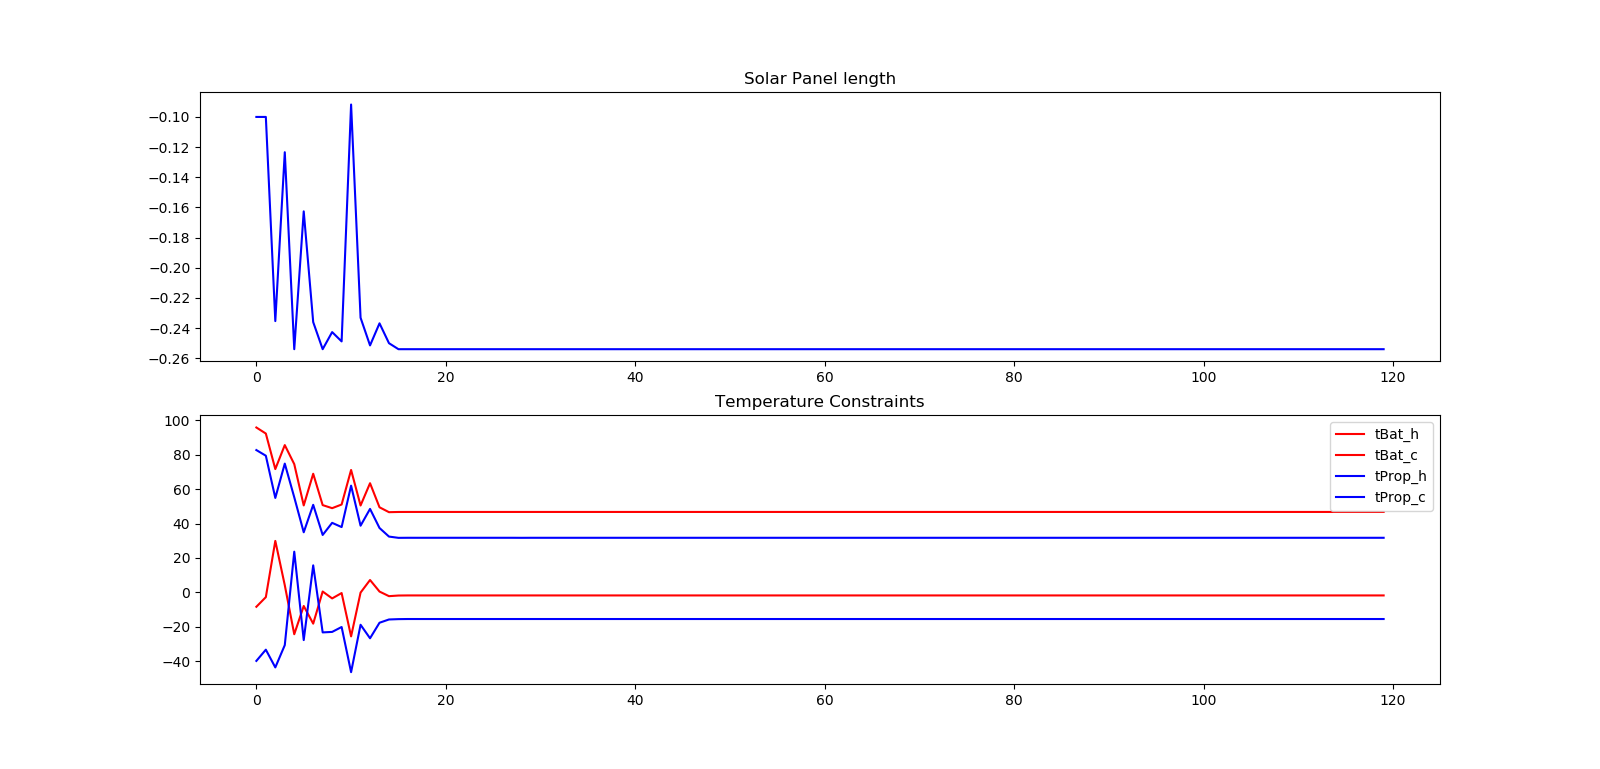 Solar Panel length
−0.10
−0.12
−0.14
−0.16
−0.18
−0.20
−0.22
−0.24
−0.26
0 20 40 60 80 100 120
Temperature Constraints
100
80
60
40
20
0
−20
−40
tBat_h
tBat_c
tProp_h
tProp_c
0 20 40 60 80 100 120